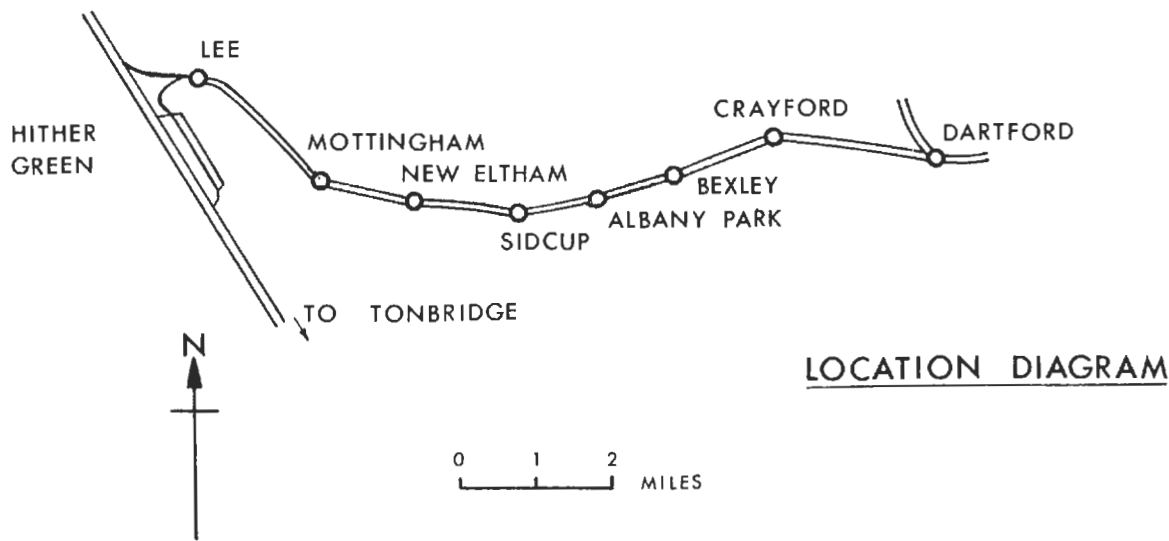 LEE
HITHER
GREEN
MOTTINGHAM
NEW ELTHAM
SIDCUP
ALBANY PARK
BEXLEY
CRAYFORD
DARTFORD
TO TONBRIDGE
N
LOCATION DIAGRAM
0 1 2
MILES